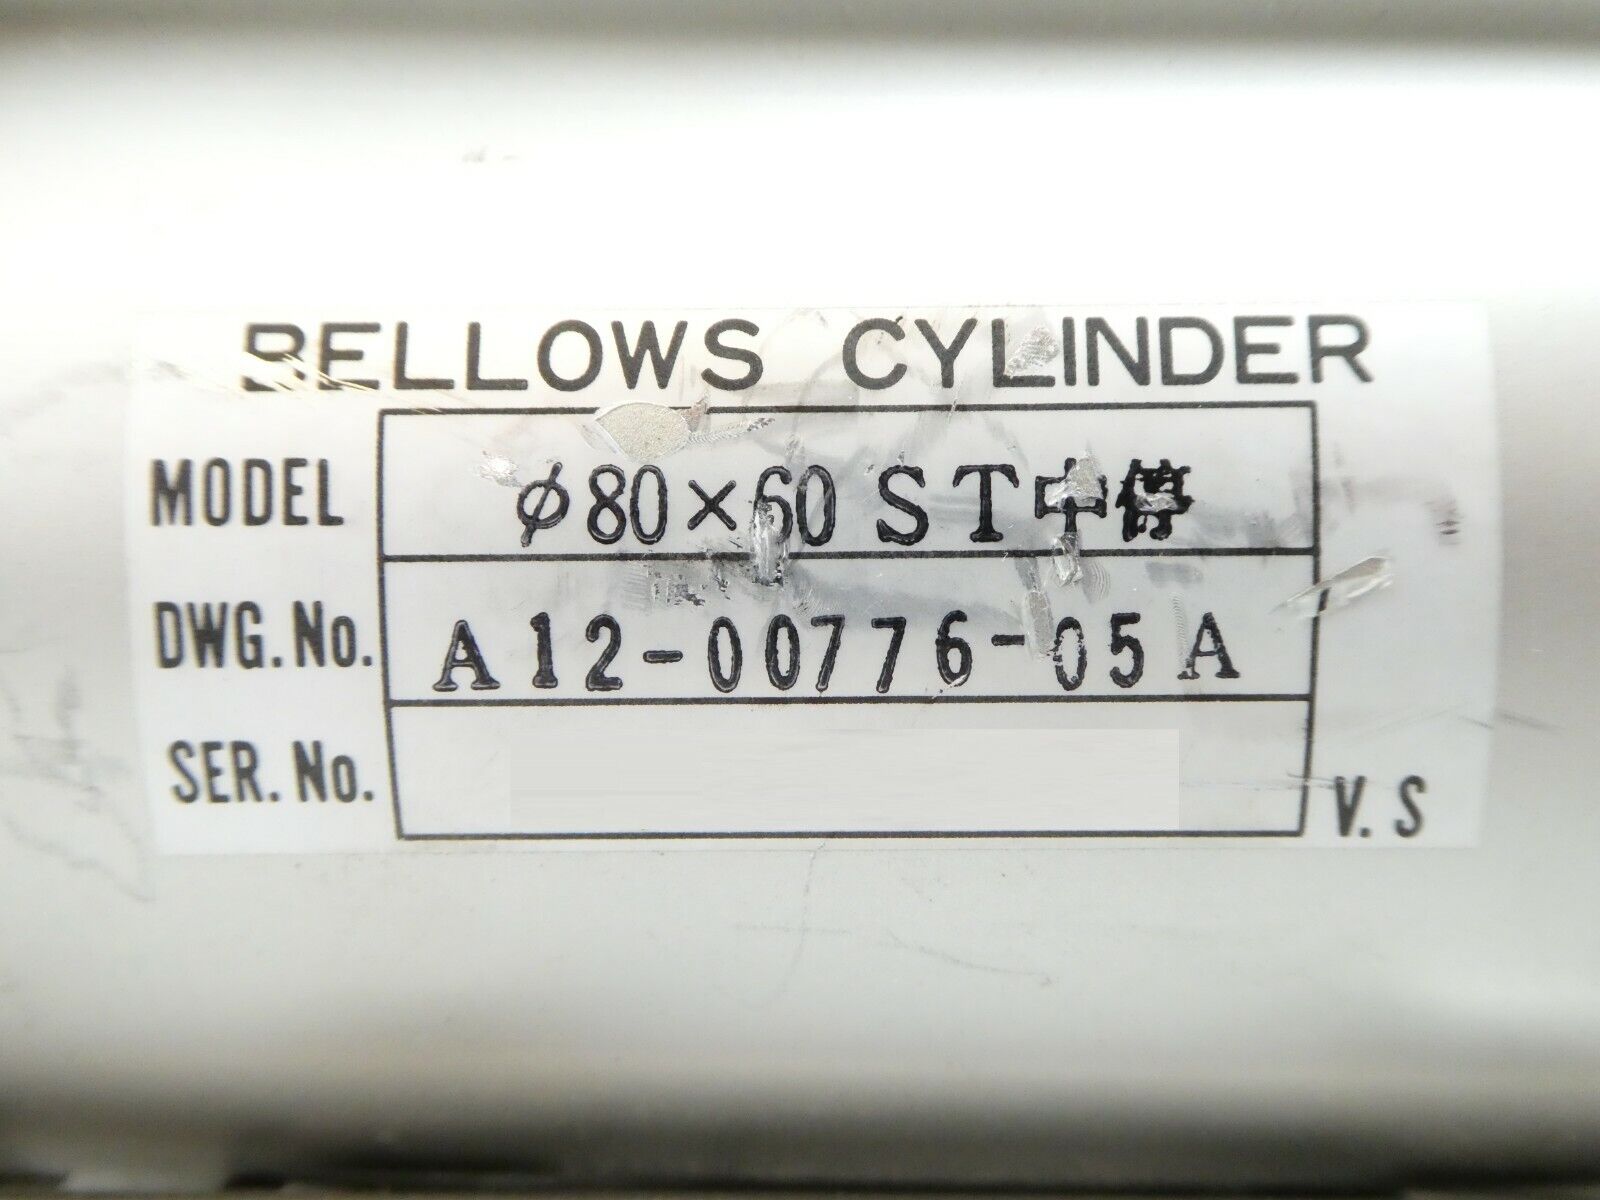 BELLOWS CYLINDER
MODEL φ80×60ST中停
DWG.No. A12-00776-05A
SER.No.
V.S